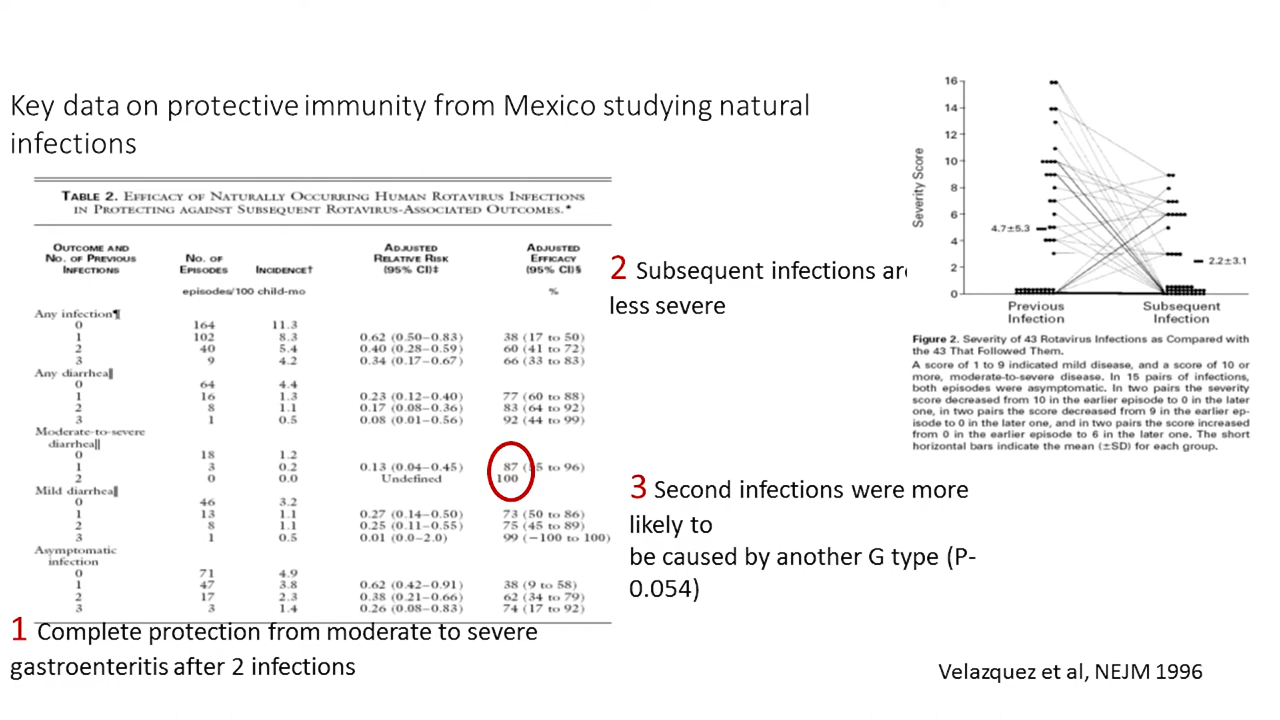 Key data on protective immunity from Mexico studying natural
infections
TABLE 2. EFFICACY OF NATURALLY OCCURRING HUMAN ROTAVIRUS INFECTIONS
IN PROTECTING AGAINST SUBSEQUENT ROTAVIRUS-ASSOCIATED OUTCOMES.*
OUTCOME AND
NO. OF PREVIOUS
INFECTIONS
NO. OF
EPISODES
INCIDENCE†
ADJUSTED
RELATIVE RISK
(95% CI)‡
ADJUSTED
EFFICACY
(95% CI)§
episodes/100 child-mo
%
Any infection¶
0 164 11.3
1 102 8.3 0.62 (0.50–0.83) 38 (17 to 50)
2 40 5.4 0.40 (0.28–0.59) 60 (41 to 72)
3 9 4.2 0.34 (0.17–0.67) 66 (33 to 83)
Any diarrhea‖
0 64 4.4
1 16 1.3 0.23 (0.12–0.40) 77 (60 to 88)
2 8 1.1 0.17 (0.08–0.36) 83 (64 to 92)
3 1 0.5 0.08 (0.01–0.56) 92 (44 to 99)
Moderate-to-severe
diarrhea‖
0 18 1.2
1 3 0.2 0.13 (0.04–0.45) 87 ( 5 to 96)
2 0 0.0 Undefined 100
Mild diarrhea‖
0 46 3.2
1 13 1.1 0.27 (0.14–0.50) 73 (50 to 86)
2 8 1.1 0.25 (0.11–0.55) 75 (45 to 89)
3 1 0.5 0.01 (0.0–2.0) 99 (−100 to 100)
Asymptomatic
infection
0 71 4.9
1 47 3.8 0.62 (0.42–0.91) 38 (9 to 58)
2 17 2.3 0.38 (0.21–0.66) 62 (34 to 79)
3 3 1.4 0.26 (0.08–0.83) 74 (17 to 92)
1 Complete protection from moderate to severe
gastroenteritis after 2 infections
2 Subsequent infections are
less severe
Severity Score
16
14
12
10
8
6
4
2
0
4.7±5.3
2.2±3.1
Previous
Infection
Subsequent
Infection
Figure 2. Severity of 43 Rotavirus Infections as Compared with
the 43 That Followed Them.
A score of 1 to 9 indicated mild disease, and a score of 10 or
more, moderate-to-severe disease. In 15 pairs of infections,
both episodes were asymptomatic. In two pairs the severity
score decreased from 10 in the earlier episode to 0 in the later
one, in two pairs the score decreased from 9 in the earlier ep-
isode to 0 in the later one, and in two pairs the score increased
from 0 in the earlier episode to 6 in the later one. The short
horizontal bars indicate the mean (±SD) for each group.
3 Second infections were more
likely to
be caused by another G type (P-
0.054)
Velazquez et al, NEJM 1996